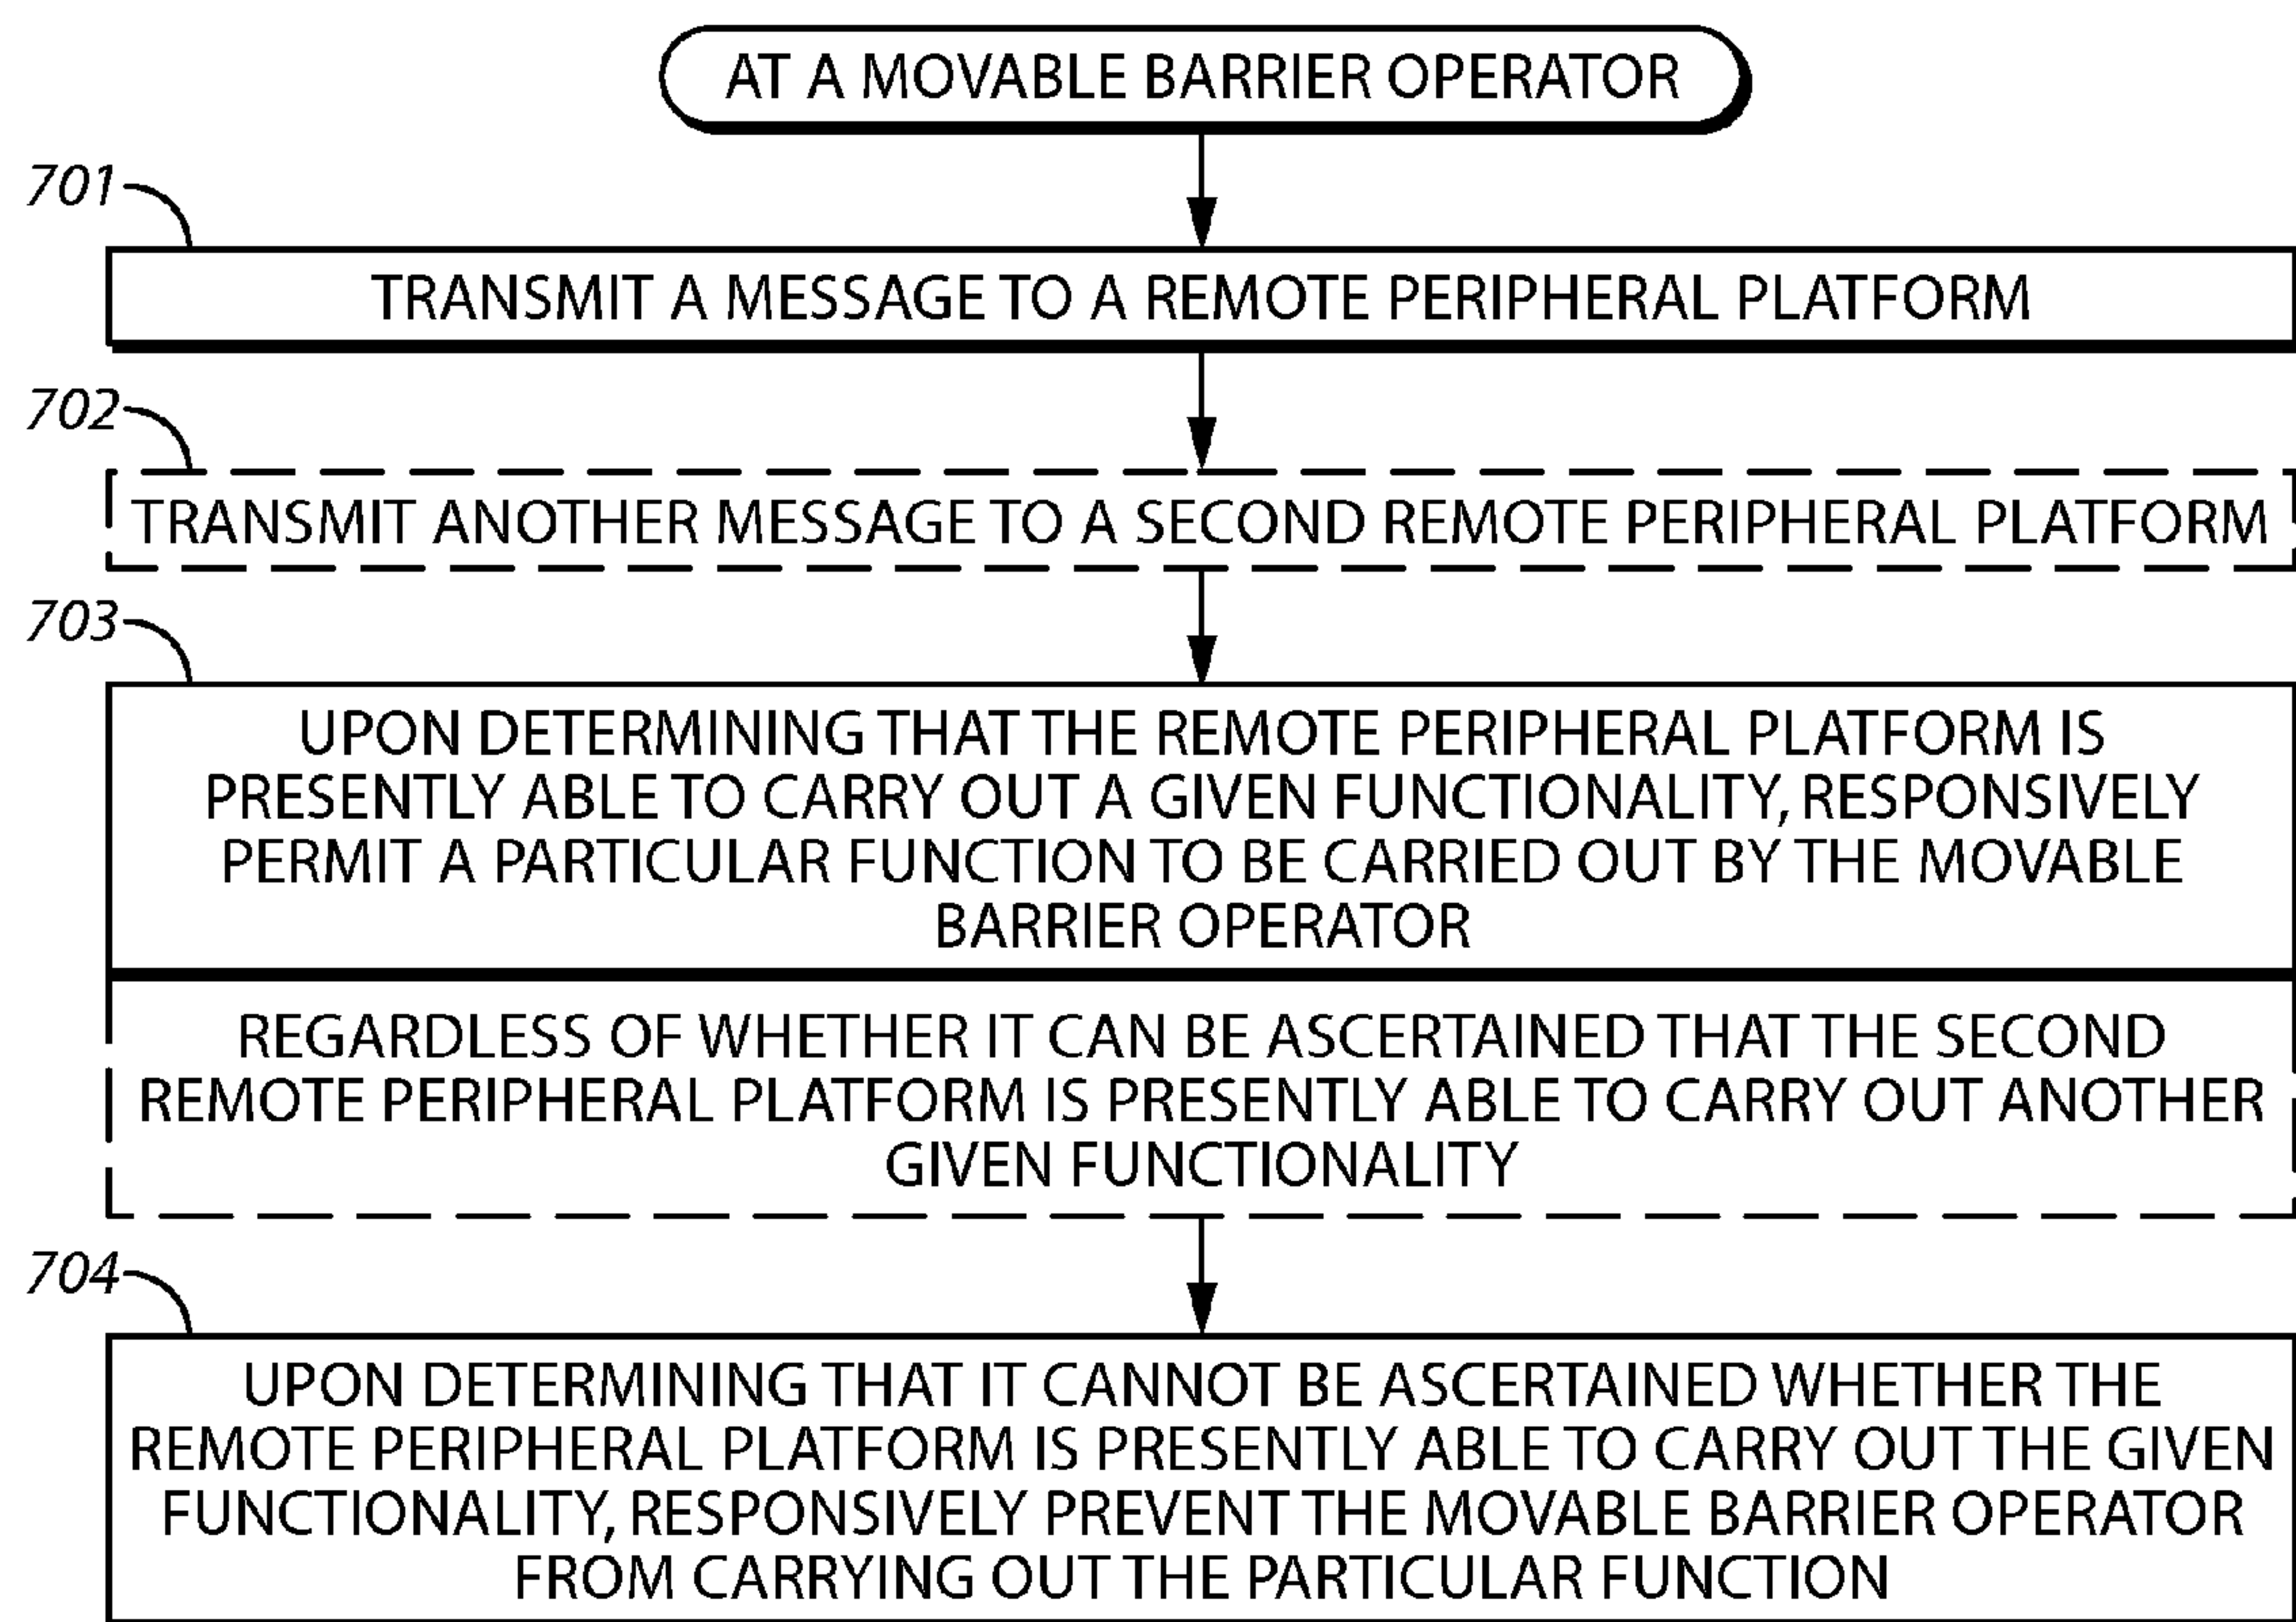 AT A MOVABLE BARRIER OPERATOR
701
TRANSMIT A MESSAGE TO A REMOTE PERIPHERAL PLATFORM
702
TRANSMIT ANOTHER MESSAGE TO A SECOND REMOTE PERIPHERAL PLATFORM
703
UPON DETERMINING THAT THE REMOTE PERIPHERAL PLATFORM IS
PRESENTLY ABLE TO CARRY OUT A GIVEN FUNCTIONALITY, RESPONSIVELY
PERMIT A PARTICULAR FUNCTION TO BE CARRIED OUT BY THE MOVABLE
BARRIER OPERATOR
REGARDLESS OF WHETHER IT CAN BE ASCERTAINED THAT THE SECOND
REMOTE PERIPHERAL PLATFORM IS PRESENTLY ABLE TO CARRY OUT ANOTHER
GIVEN FUNCTIONALITY
704
UPON DETERMINING THAT IT CANNOT BE ASCERTAINED WHETHER THE
REMOTE PERIPHERAL PLATFORM IS PRESENTLY ABLE TO CARRY OUT THE GIVEN
FUNCTIONALITY, RESPONSIVELY PREVENT THE MOVABLE BARRIER OPERATOR
FROM CARRYING OUT THE PARTICULAR FUNCTION